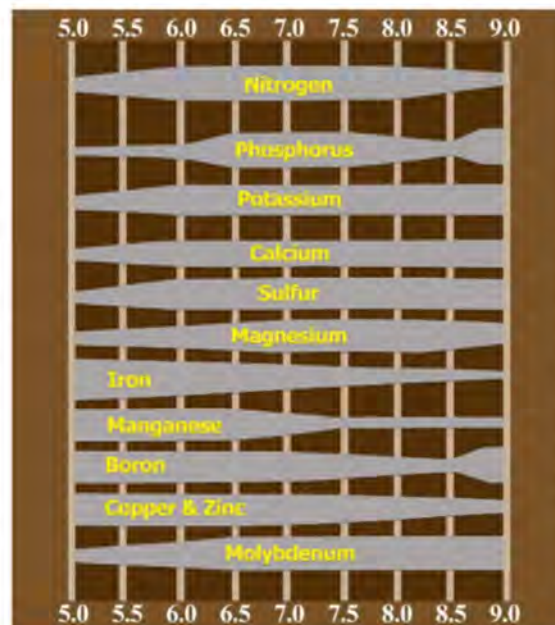 5.0 5.5 6.0 6.5 7.0 7.5 8.0 8.5 9.0
Nitrogen
Phosphorus
Potassium
Calcium
Sulfur
Magnesium
Iron
Manganese
Boron
Copper & Zinc
Molybdenum
5.0 5.5 6.0 6.5 7.0 7.5 8.0 8.5 9.0